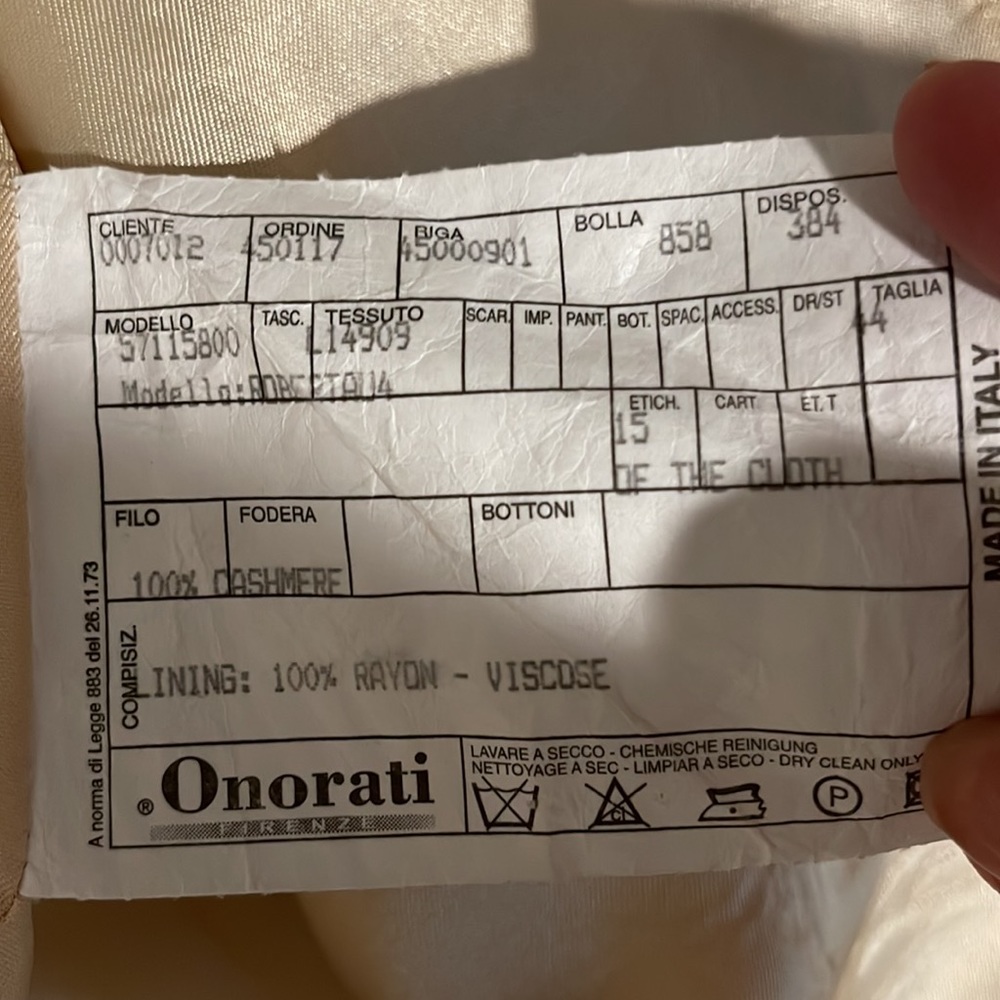 CLIENTE ORDINE RIGA BOLLA DISPOS.
0007012 450117 45000901 858 384
MODELLO TASC. TESSUTO SCAR. IMP. PANT. BOT. SPAC. ACCESS. DR/ST TAGLIA
57115800 L14909 44
Modello:
ETICH. CART. ET.T
15
OF THE CLOTH
FILO FODERA BOTTONI
100% CASHMERE
COMPISIZ.
LINING: 100% RAYON - VISCOSE
A norma di Legge 883 del 26.11.73
® Onorati
FIRENZE
LAVARE A SECCO - CHEMISCHE REINIGUNG
NETTOYAGE A SEC - LIMPIAR A SECO - DRY CLEAN ONLY
Cl P
MADE IN ITALY